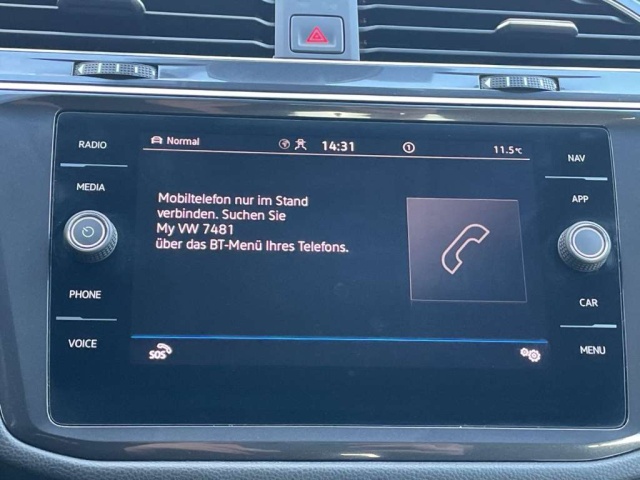 RADIO
MEDIA
PHONE
VOICE
Normal
14:31
1
11.5°C
Mobiltelefon nur im Stand
verbinden. Suchen Sie
My VW 7481
über das BT-Menü Ihres Telefons.
SOS
NAV
APP
CAR
MENU